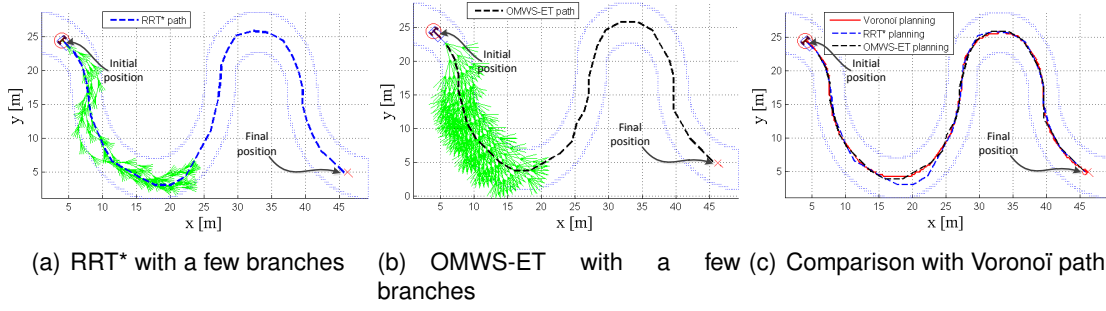 RRT* path
Initial
position
Final
position
y [m]
25
20
15
10
5
5 10 15 20 25 30 35 40 45
x [m]
(a) RRT* with a few branches
OMWS-ET path
Initial
position
Final
position
y [m]
25
20
15
10
5
0
5 10 15 20 25 30 35 40 45
x [m]
(b) OMWS-ET with a few
branches
Voronoï planning
RRT* planning
OMWS-ET planning
Initial
position
Final
position
y [m]
25
20
15
10
5
5 10 15 20 25 30 35 40 45
x [m]
(c) Comparison with Voronoï path